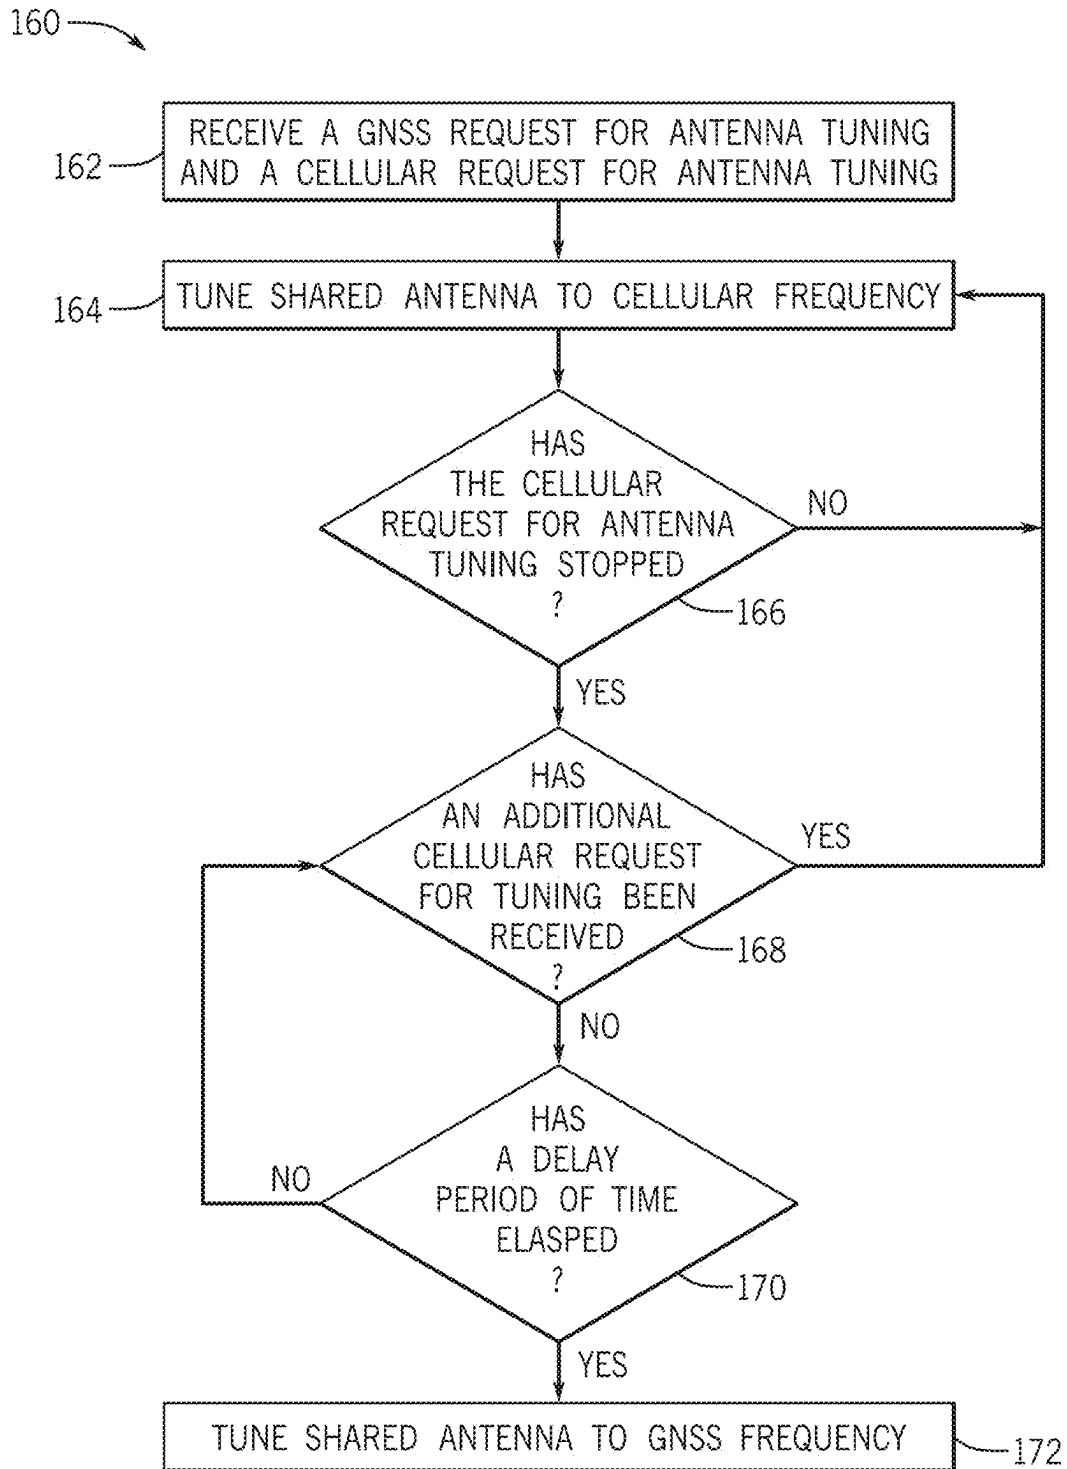 160
RECEIVE A GNSS REQUEST FOR ANTENNA TUNING
AND A CELLULAR REQUEST FOR ANTENNA TUNING
162
TUNE SHARED ANTENNA TO CELLULAR FREQUENCY
164
HAS
THE CELLULAR
REQUEST FOR ANTENNA
TUNING STOPPED
?
NO
166
YES
HAS
AN ADDITIONAL
CELLULAR REQUEST
FOR TUNING BEEN
RECEIVED
?
YES
168
NO
HAS
A DELAY
PERIOD OF TIME
ELASPED
?
NO
170
YES
TUNE SHARED ANTENNA TO GNSS FREQUENCY
172